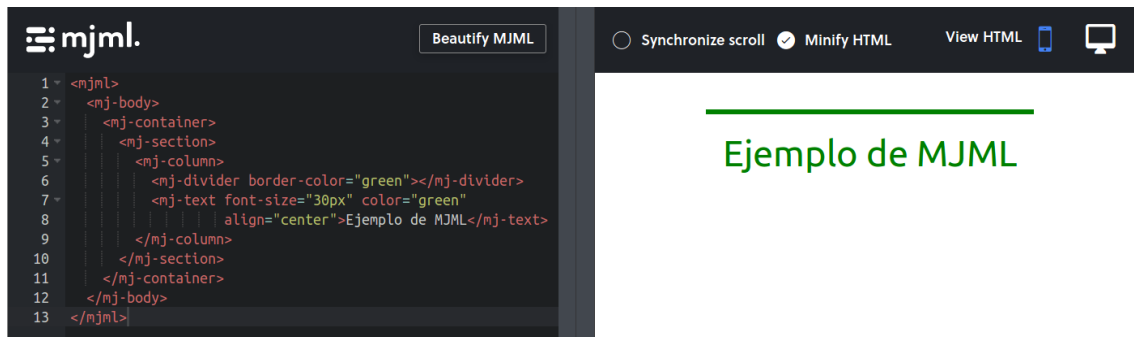 mjml.
Beautify MJML
Synchronize scroll
Minify HTML
View HTML
1 <mjml>
2 <mj-body>
3 <mj-container>
4 <mj-section>
5 <mj-column>
6 <mj-divider border-color="green"></mj-divider>
7 <mj-text font-size="30px" color="green"
8 align="center">Ejemplo de MJML</mj-text>
9 </mj-column>
10 </mj-section>
11 </mj-container>
12 </mj-body>
13 </mjml>
Ejemplo de MJML